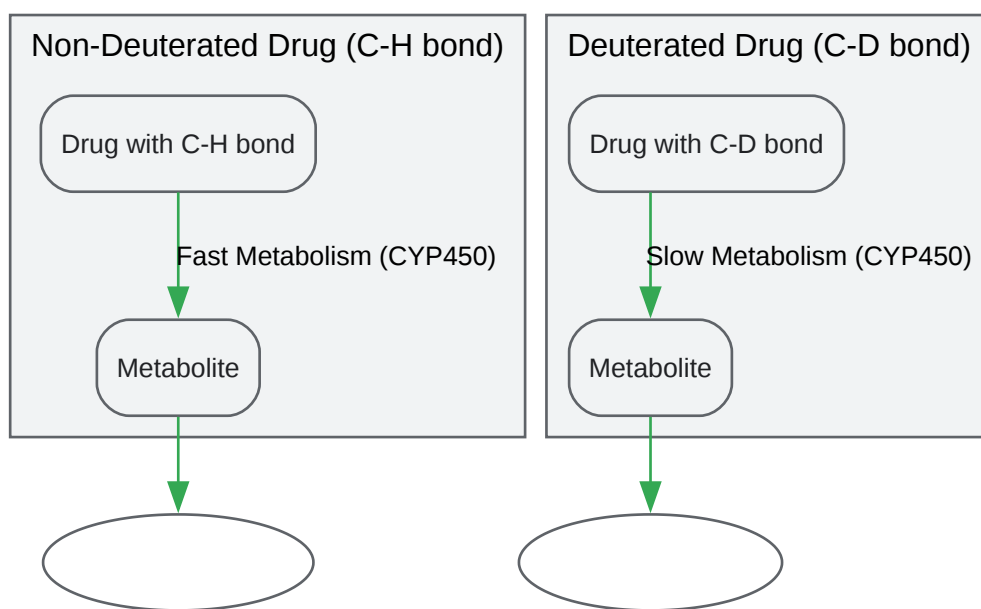 Non-Deuterated Drug (C-H bond)
Drug with C-H bond
Fast Metabolism (CYP450)
Metabolite
Deuterated Drug (C-D bond)
Drug with C-D bond
Slow Metabolism (CYP450)
Metabolite